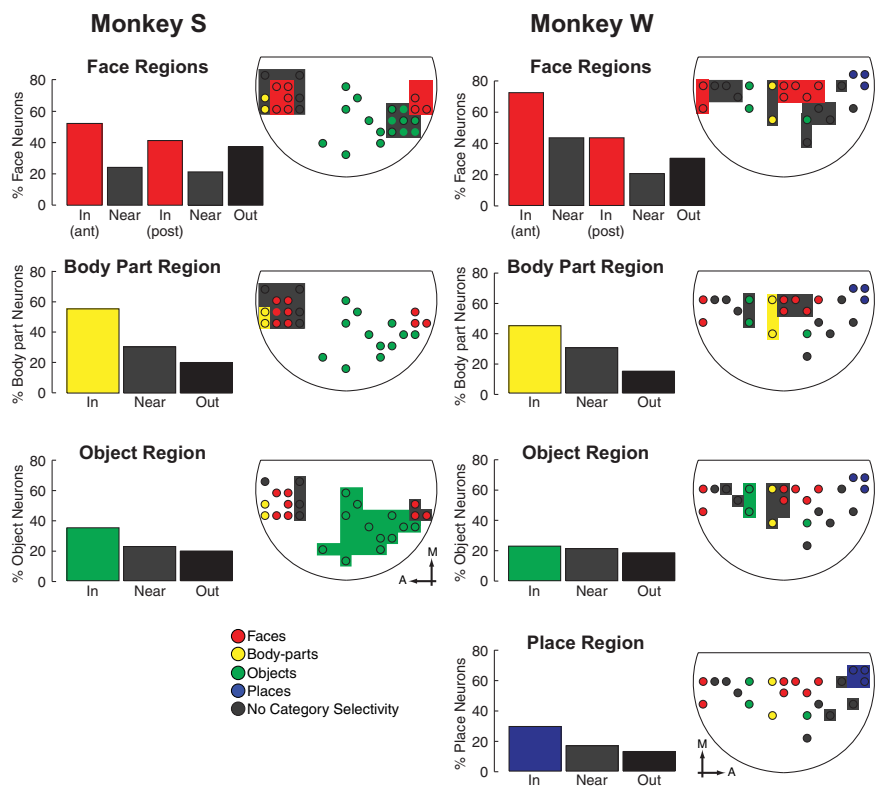 Monkey S
Face Regions
% Face Neurons
80
60
40
20
0
In
(ant)
Near
In
(post)
Near
Out
Body Part Region
% Body part Neurons
80
60
40
20
0
In
Near
Out
Object Region
% Object Neurons
80
60
40
20
0
In
Near
Out
M
A
Faces
Body-parts
Objects
Places
No Category Selectivity
Monkey W
Face Regions
% Face Neurons
80
60
40
20
0
In
(ant)
Near
In
(post)
Near
Out
Body Part Region
% Body part Neurons
80
60
40
20
0
In
Near
Out
Object Region
% Object Neurons
80
60
40
20
0
In
Near
Out
Place Region
% Place Neurons
80
60
40
20
0
In
Near
Out
M
A